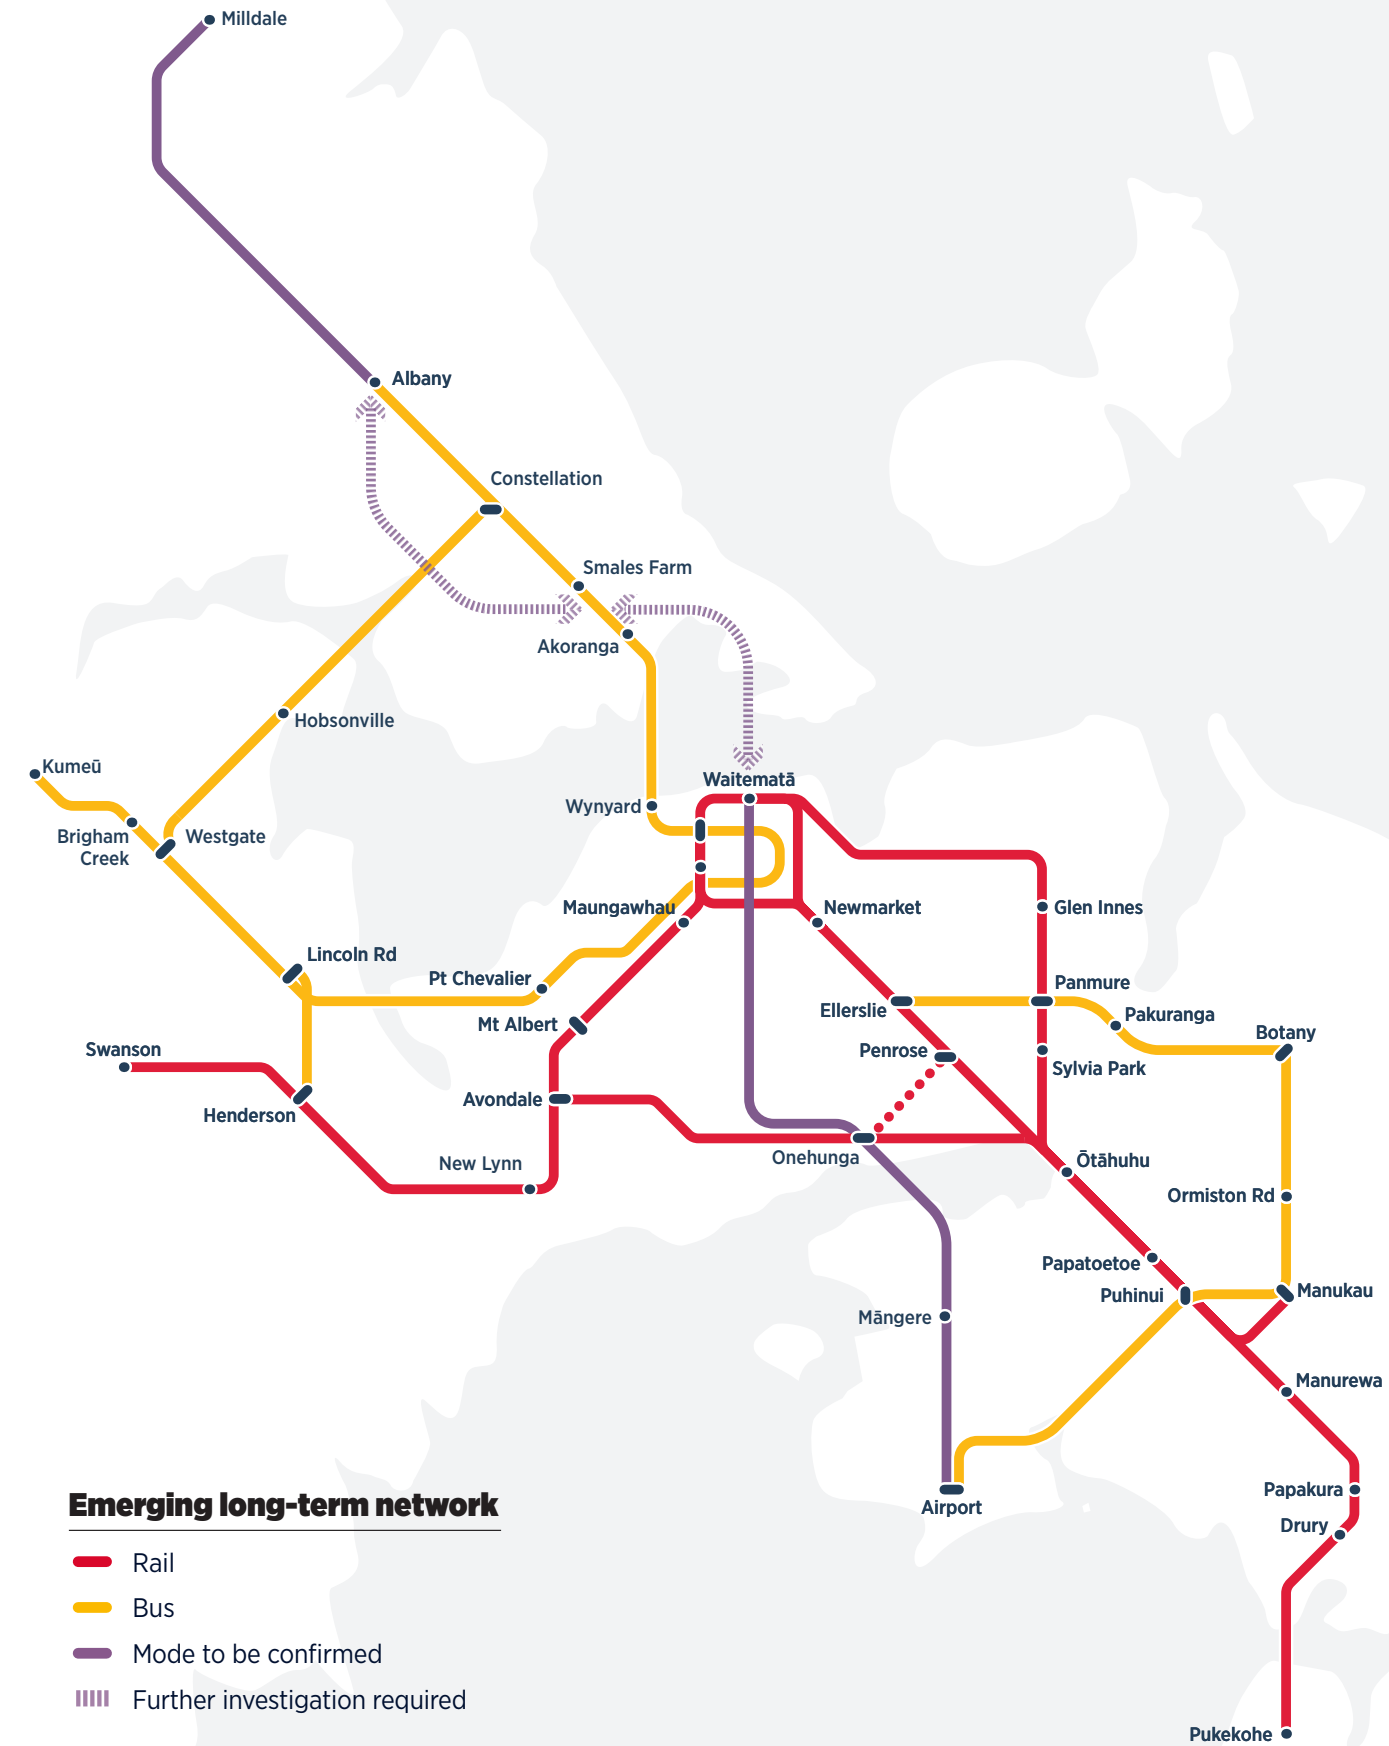 Milldale
Albany
Constellation
Smales Farm
Akoranga
Hobsonville
Kumeū
Waitematā
Wynyard
Brigham
Creek
Westgate
Maungawhau
Newmarket
Glen Innes
Lincoln Rd
Pt Chevalier
Panmure
Ellerslie
Pakuranga
Mt Albert
Botany
Swanson
Penrose
Sylvia Park
Avondale
Henderson
New Lynn
Onehunga
Ōtāhuhu
Ormiston Rd
Papatoetoe
Puhinui
Manukau
Māngere
Manurewa
Papakura
Airport
Drury
Pukekohe
Emerging long-term network
Rail
Bus
Mode to be confirmed
Further investigation required